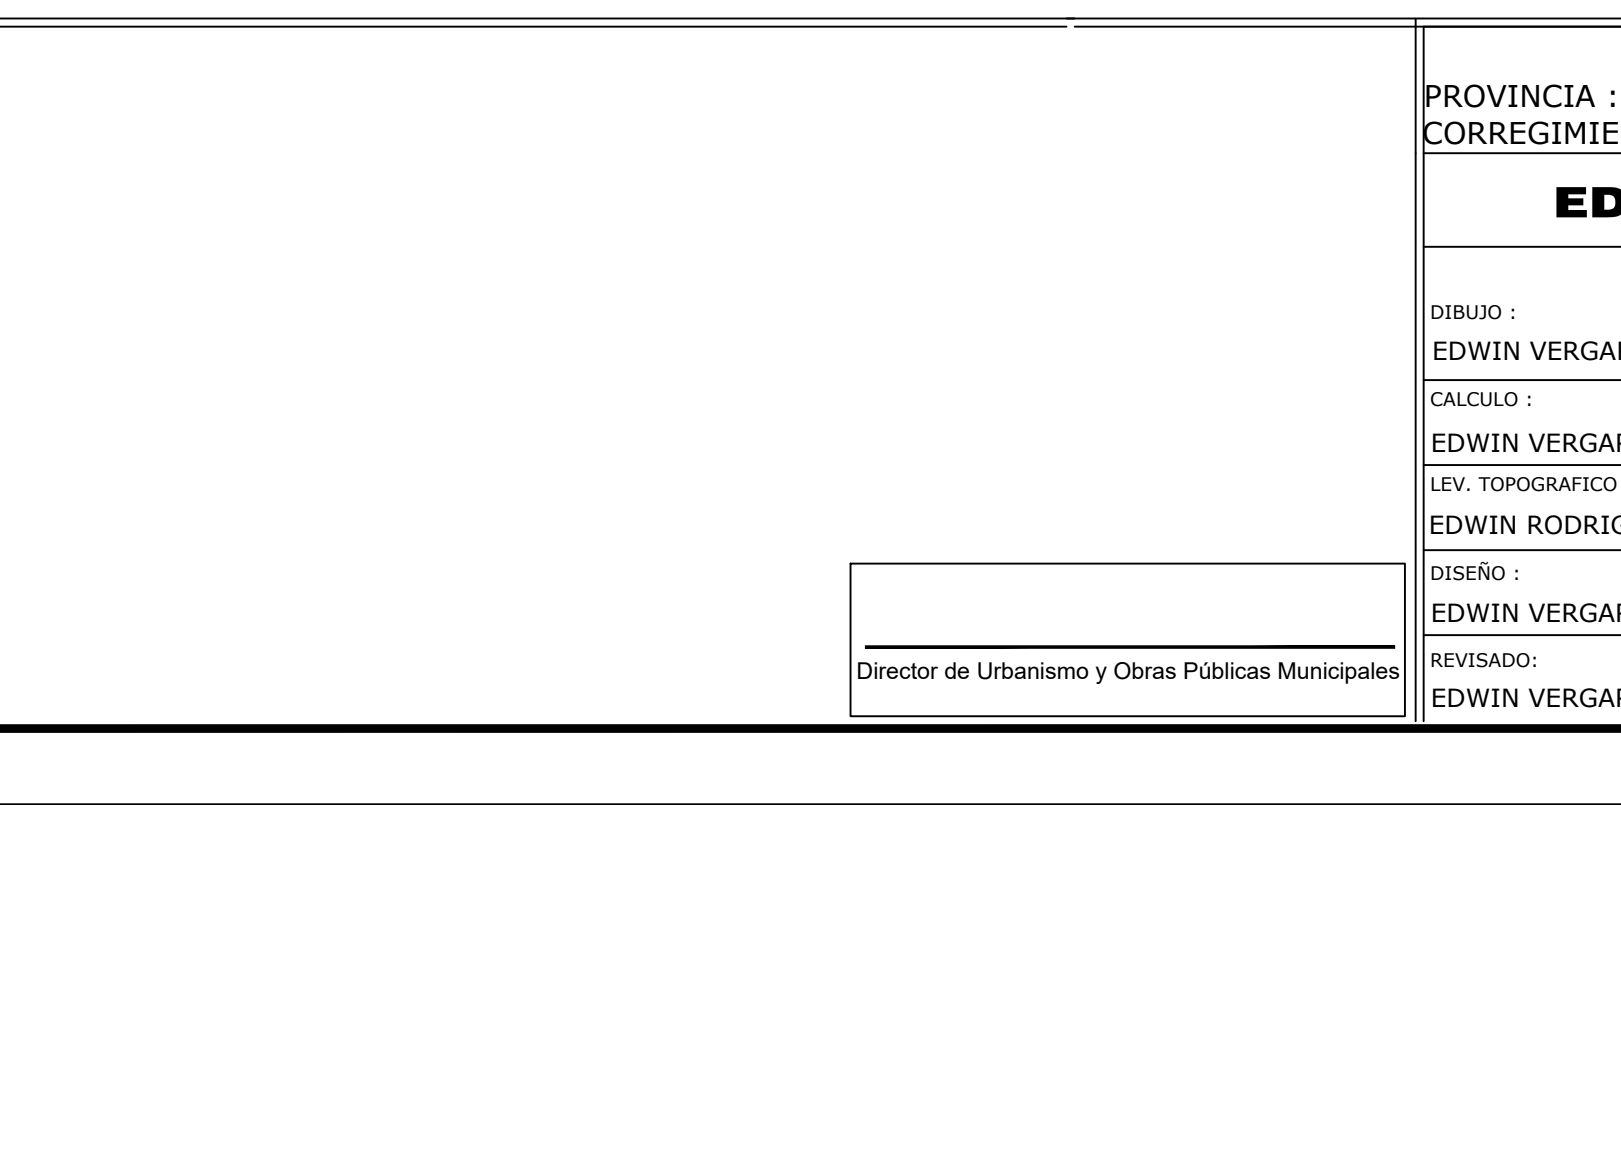 PROVINCIA :
CORREGIMIE
ED
DIBUJO :
EDWIN VERGAR
CALCULO :
EDWIN VERGAR
LEV. TOPOGRAFICO
EDWIN RODRIG
DISEÑO :
EDWIN VERGAR
REVISADO:
EDWIN VERGAR
Director de Urbanismo y Obras Públicas Municipales